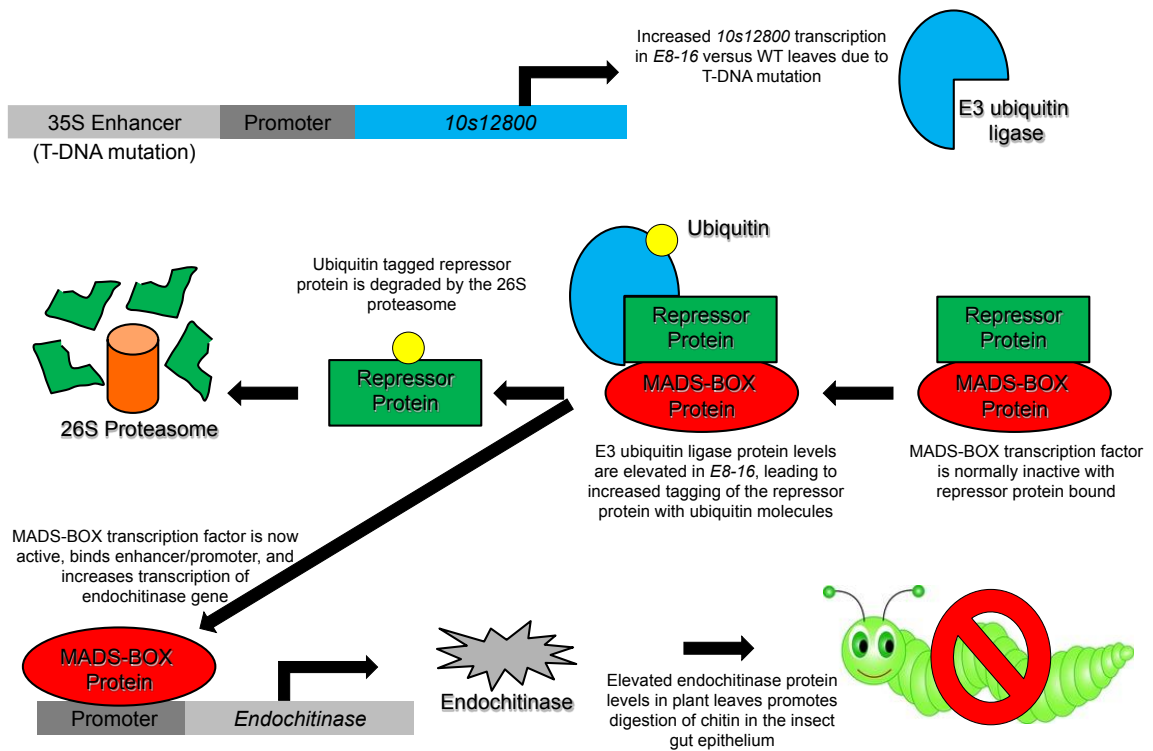 Increased 10s12800 transcription
in E8-16 versus WT leaves due to
T-DNA mutation
E3 ubiquitin
ligase
35S Enhancer
Promoter
10s12800
(T-DNA mutation)
Ubiquitin
Ubiquitin tagged repressor
protein is degraded by the 26S
proteasome
Repressor
Protein
MADS-BOX
Protein
Repressor
Protein
MADS-BOX
Protein
Repressor
Protein
26S Proteasome
E3 ubiquitin ligase protein levels
are elevated in E8-16, leading to
increased tagging of the repressor
protein with ubiquitin molecules
MADS-BOX transcription factor
is normally inactive with
repressor protein bound
MADS-BOX transcription factor is now
active, binds enhancer/promoter, and
increases transcription of
endochitinase gene
MADS-BOX
Protein
Promoter
Endochitinase
Endochitinase
Elevated endochitinase protein
levels in plant leaves promotes
digestion of chitin in the insect
gut epithelium